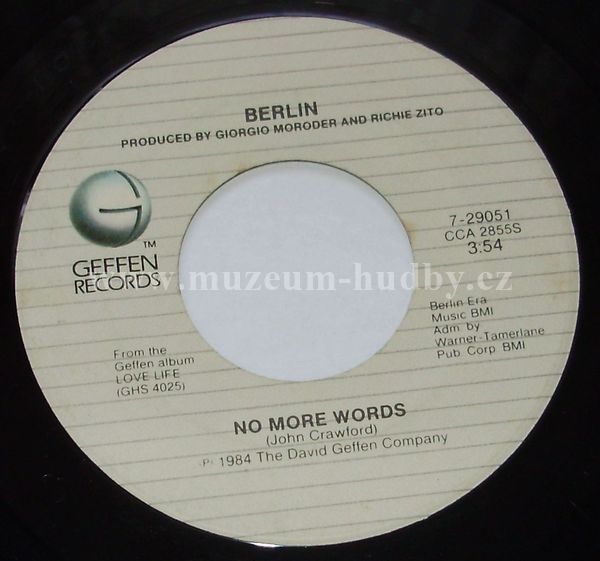 BERLIN
PRODUCED BY GIORGIO MORODER AND RICHIE ZITO
G
TM
GEFFEN
RECORDS
7-29051
CCA 2855S
3:54
www.muzeum-hudby.cz
Berlin Era
Music BMI
Adm by
Warner-Tamerlane
Pub Corp BMI
From the
Geffen album
LOVE LIFE
(GHS 4025)
NO MORE WORDS
(John Crawford)
℗ 1984 The David Geffen Company